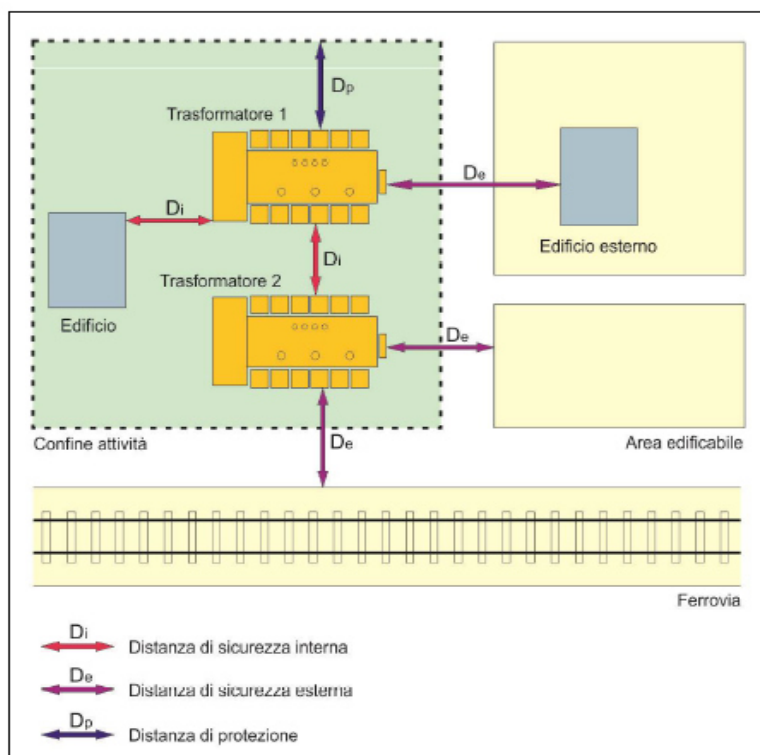 Dp
Trasformatore 1
De
Di
Edificio esterno
Di
Trasformatore 2
Edificio
De
Confine attività
De
Area edificabile
Ferrovia
Di
Distanza di sicurezza interna
De
Distanza di sicurezza esterna
Dp
Distanza di protezione